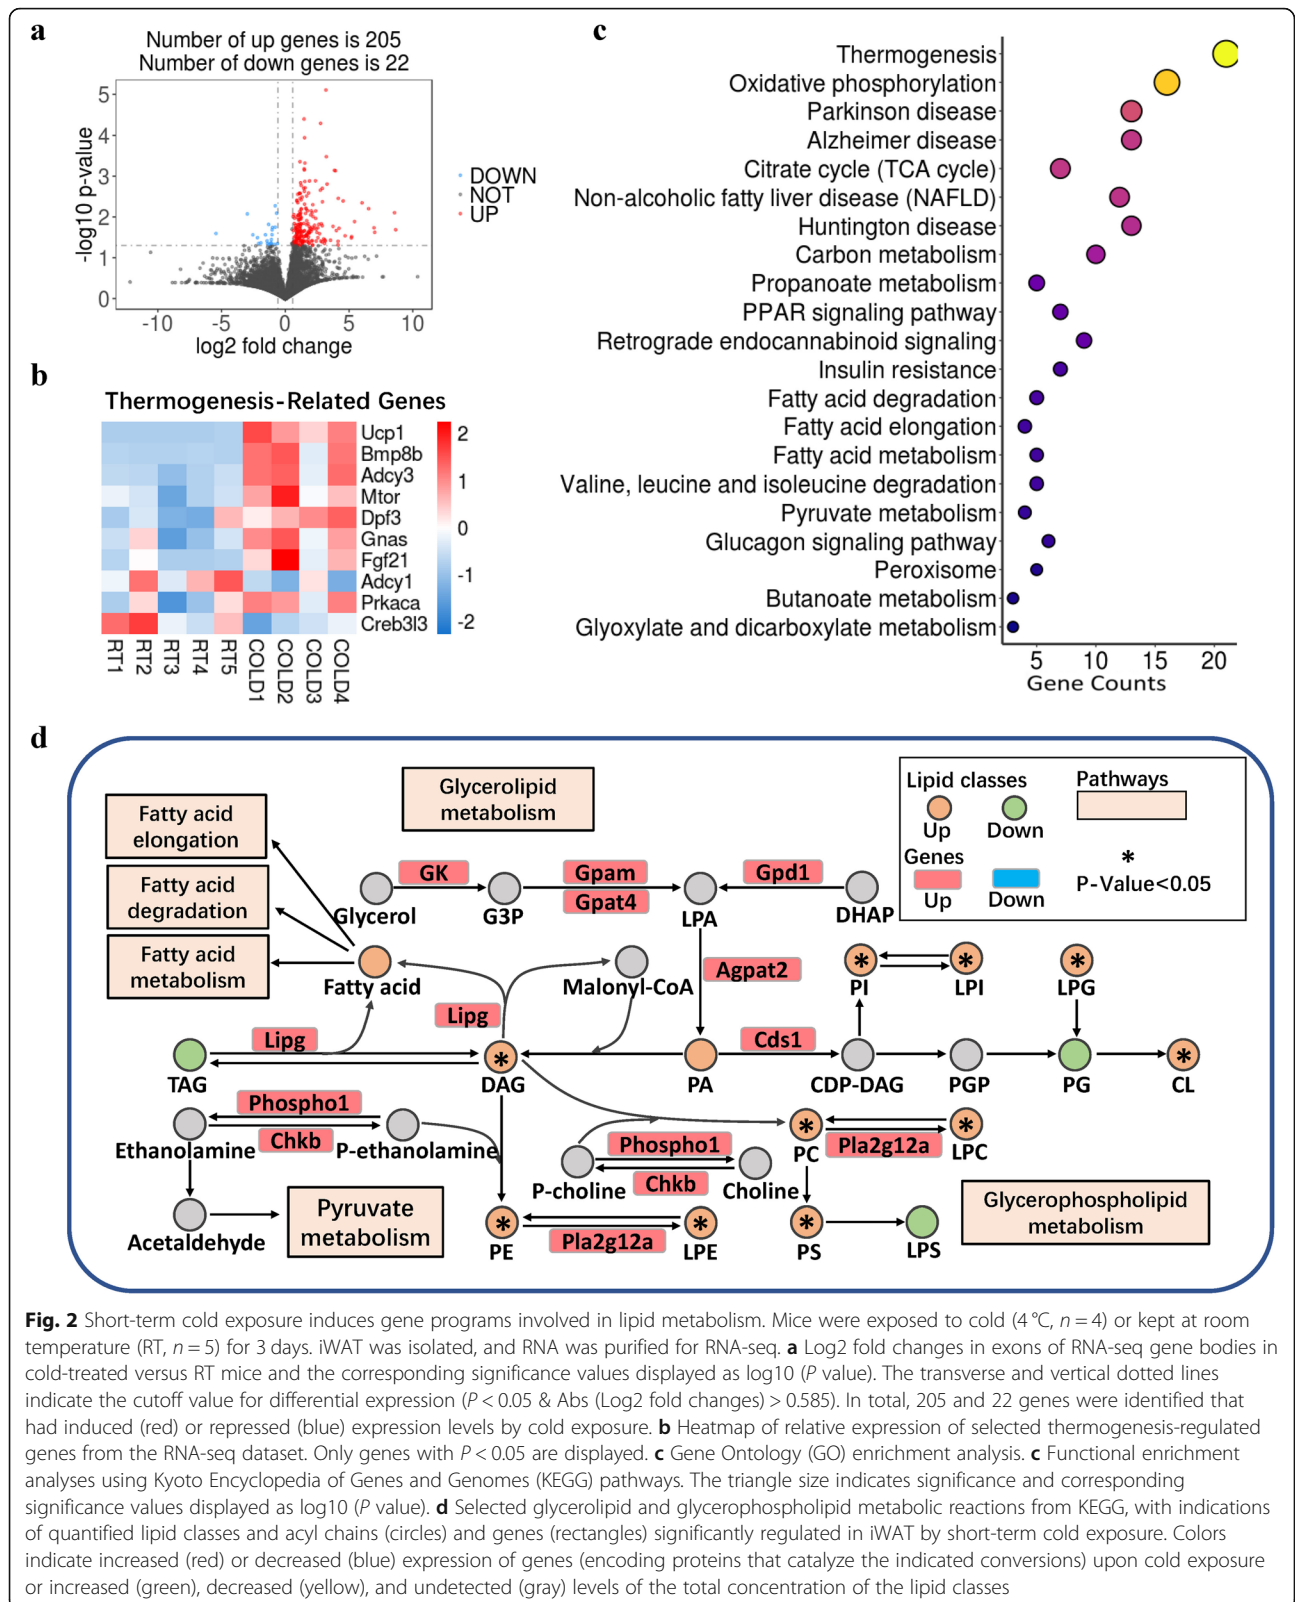 a
Number of up genes is 205
Number of down genes is 22
-log10 p-value
5
4
3
2
1
0
-10 -5 0 5 10
log2 fold change
DOWN
NOT
UP
b
Thermogenesis-Related Genes
Ucp1
Bmp8b
Adcy3
Mtor
Dpf3
Gnas
Fgf21
Adcy1
Prkaca
Creb3l3
2
1
0
-1
-2
RT1 RT2 RT3 RT4 RT5 COLD1 COLD2 COLD3 COLD4
c
Thermogenesis
Oxidative phosphorylation
Parkinson disease
Alzheimer disease
Citrate cycle (TCA cycle)
Non-alcoholic fatty liver disease (NAFLD)
Huntington disease
Carbon metabolism
Propanoate metabolism
PPAR signaling pathway
Retrograde endocannabinoid signaling
Insulin resistance
Fatty acid degradation
Fatty acid elongation
Fatty acid metabolism
Valine, leucine and isoleucine degradation
Pyruvate metabolism
Glucagon signaling pathway
Peroxisome
Butanoate metabolism
Glyoxylate and dicarboxylate metabolism
5 10 15 20
Gene Counts
d
Fatty acid
elongation
Fatty acid
degradation
Fatty acid
metabolism
Glycerolipid
metabolism
Lipid classes
Up Down
Genes
Up Down
Pathways
*
P-Value<0.05
GK
Gpam
Gpat4
Gpd1
Glycerol
G3P
LPA
DHAP
Fatty acid
Malonyl-CoA
Agpat2
* PI
* LPI
* LPG
Lipg
Lipg
Cds1
TAG
* DAG
PA
CDP-DAG
PGP
PG
* CL
Phospho1
Chkb
Ethanolamine
P-ethanolamine
Phospho1
Chkb
P-choline
Choline
* PC
Pla2g12a
* LPC
Acetaldehyde
Pyruvate
metabolism
* PE
Pla2g12a
* LPE
* PS
LPS
Glycerophospholipid
metabolism
Fig. 2 Short-term cold exposure induces gene programs involved in lipid metabolism. Mice were exposed to cold (4 °C, n = 4) or kept at room
temperature (RT, n = 5) for 3 days. iWAT was isolated, and RNA was purified for RNA-seq. a Log2 fold changes in exons of RNA-seq gene bodies in
cold-treated versus RT mice and the corresponding significance values displayed as log10 (P value). The transverse and vertical dotted lines
indicate the cutoff value for differential expression (P < 0.05 & Abs (Log2 fold changes) > 0.585). In total, 205 and 22 genes were identified that
had induced (red) or repressed (blue) expression levels by cold exposure. b Heatmap of relative expression of selected thermogenesis-regulated
genes from the RNA-seq dataset. Only genes with P < 0.05 are displayed. c Gene Ontology (GO) enrichment analysis. c Functional enrichment
analyses using Kyoto Encyclopedia of Genes and Genomes (KEGG) pathways. The triangle size indicates significance and corresponding
significance values displayed as log10 (P value). d Selected glycerolipid and glycerophospholipid metabolic reactions from KEGG, with indications
of quantified lipid classes and acyl chains (circles) and genes (rectangles) significantly regulated in iWAT by short-term cold exposure. Colors
indicate increased (red) or decreased (blue) expression of genes (encoding proteins that catalyze the indicated conversions) upon cold exposure
or increased (green), decreased (yellow), and undetected (gray) levels of the total concentration of the lipid classes